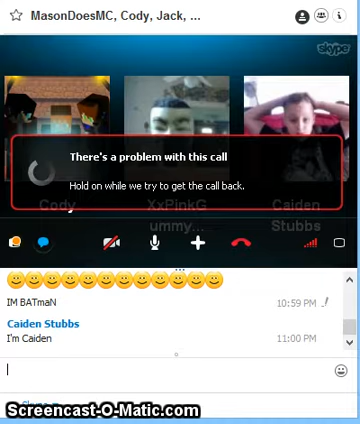 MasonDoesMC, Cody, Jack, ...
skype
There's a problem with this call
Hold on while we try to get the call back.
Cody
XxPinkG
ummy...
Caiden
Stubbs
IM BATmaN
10:59 PM
Caiden Stubbs
I'm Caiden
11:00 PM
Screencast-O-Matic.com